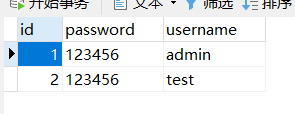 开始事务 文本 筛选 排序
id password username
1 123456 admin
2 123456 test